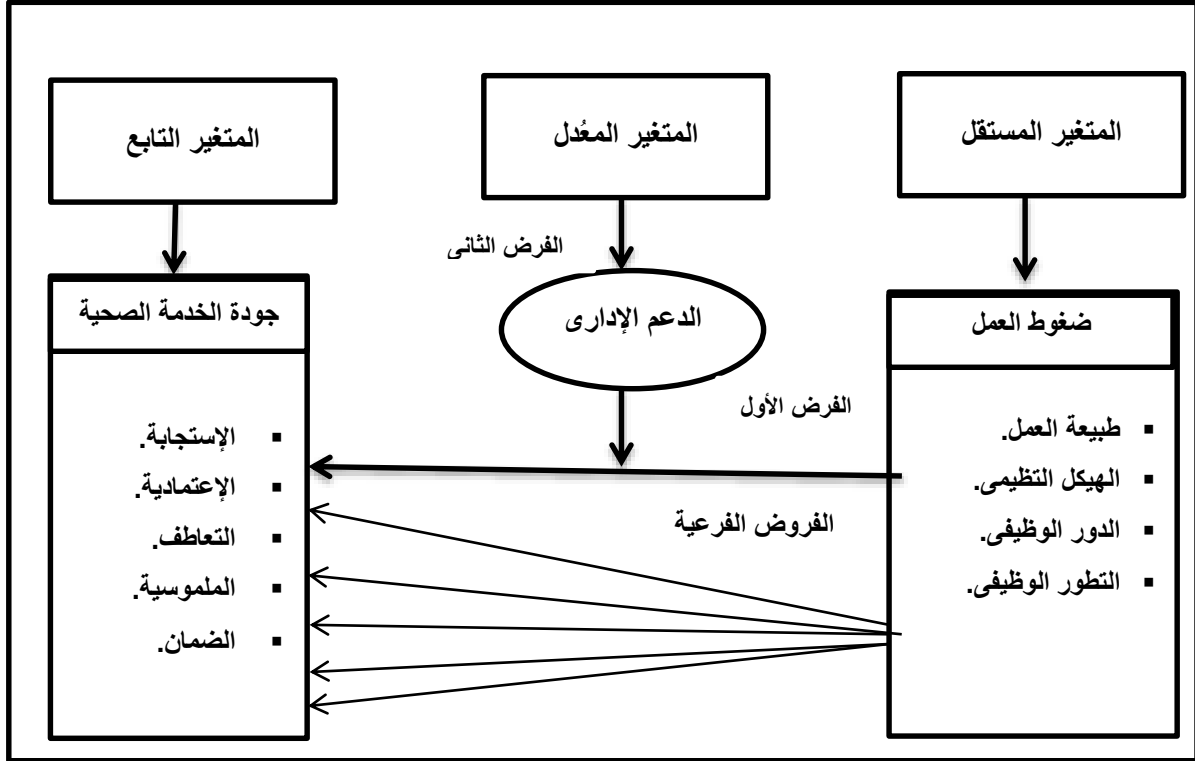 المتغير المستقل
المتغير المعُدل
المتغير التابع
الفرض الثانى
ضغوط العمل
الدعم الإدارى
جودة الخدمة الصحية
الفرض الأول
▪ طبيعة العمل.
▪ الهيكل التظيمى.
▪ الدور الوظيفى.
▪ التطور الوظيفى.
الفروض الفرعية
▪ الإستجابة.
▪ الإعتمادية.
▪ التعاطف.
▪ الملموسية.
▪ الضمان.